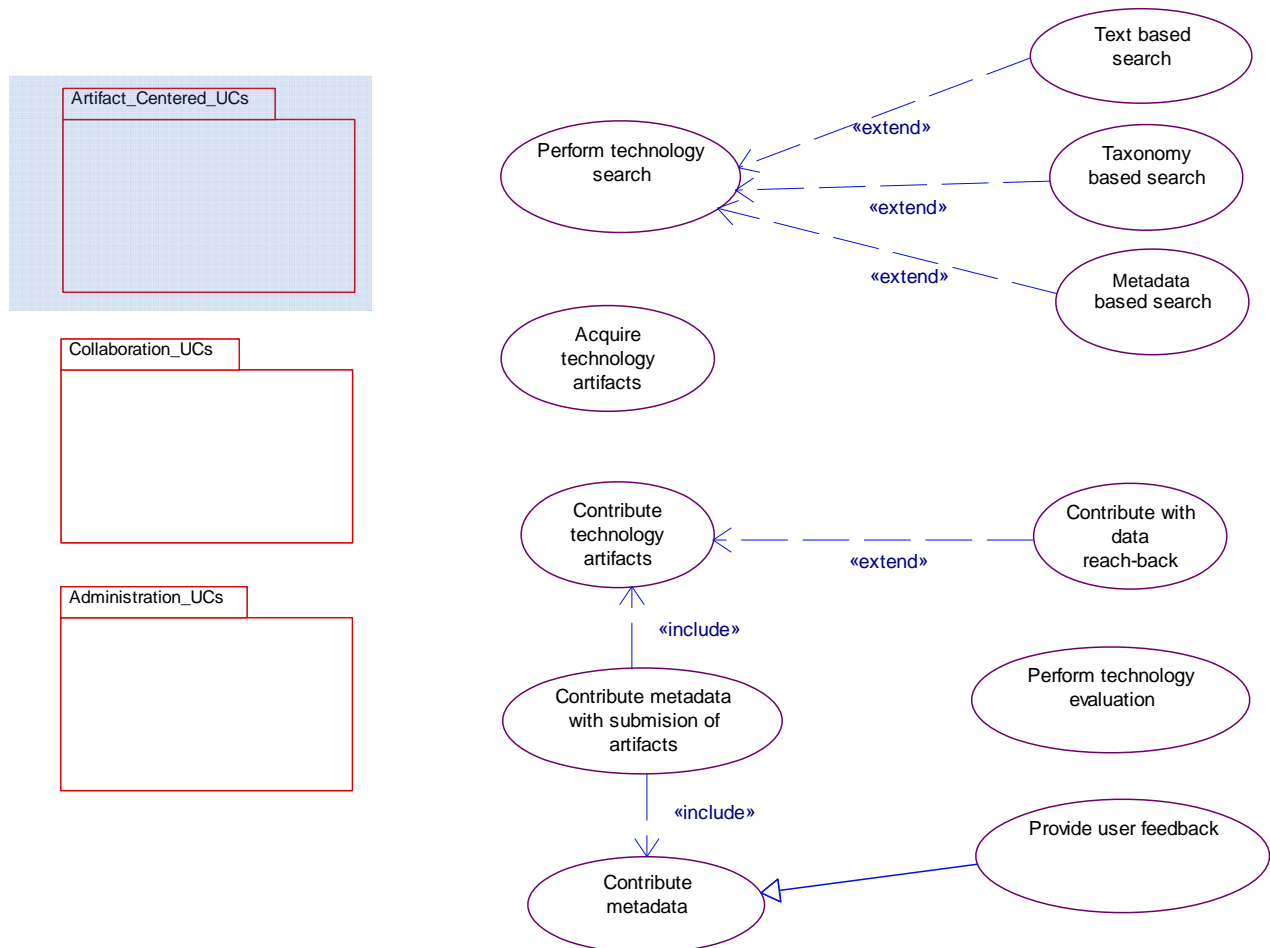 Artifact_Centered_UCs
Collaboration_UCs
Administration_UCs
Text based
search
«extend»
Perform technology
search
Taxonomy
based search
«extend»
«extend»
Metadata
based search
Acquire
technology
artifacts
Contribute
technology
artifacts
«extend»
Contribute with
data
reach-back
«include»
Contribute metadata
with submision of
artifacts
Perform technology
evaluation
«include»
Provide user feedback
Contribute
metadata